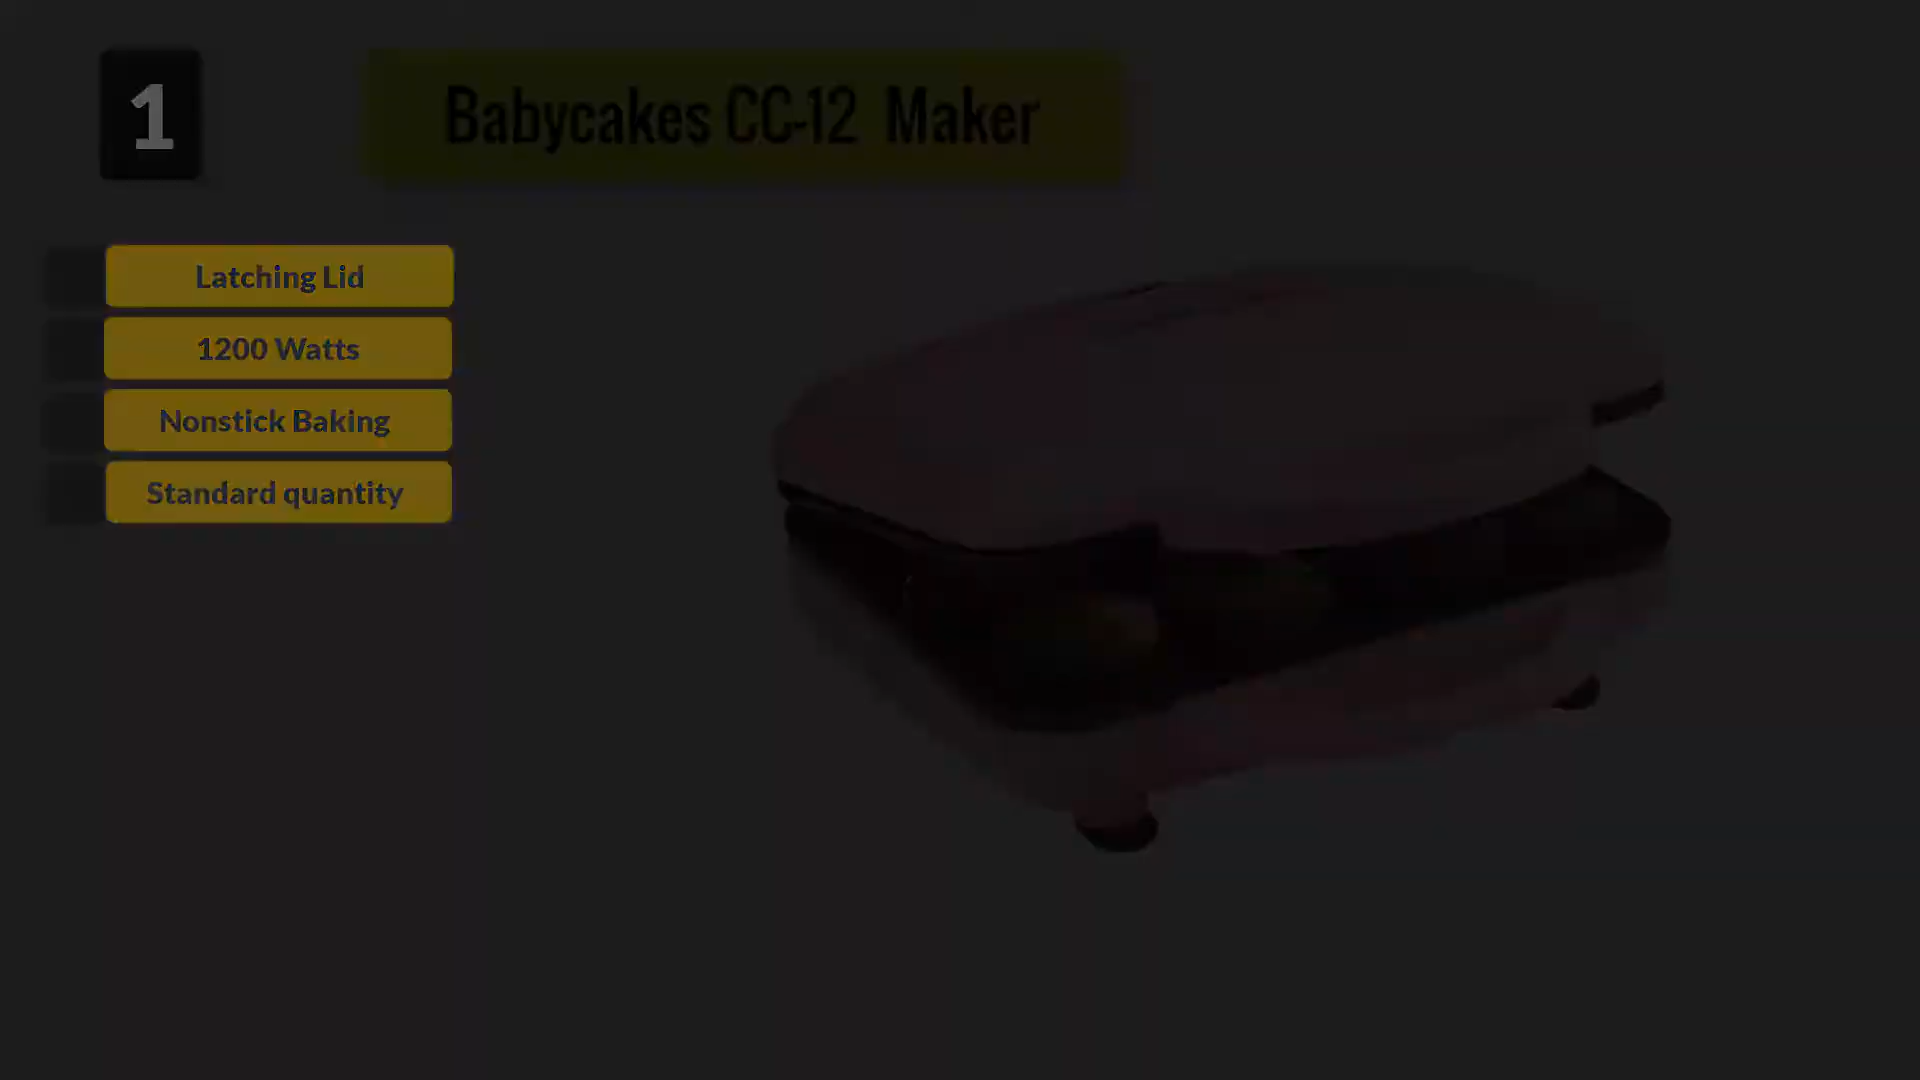 1
Babycakes CC-12 Maker
Latching Lid
1200 Watts
Nonstick Baking
Standard quantity